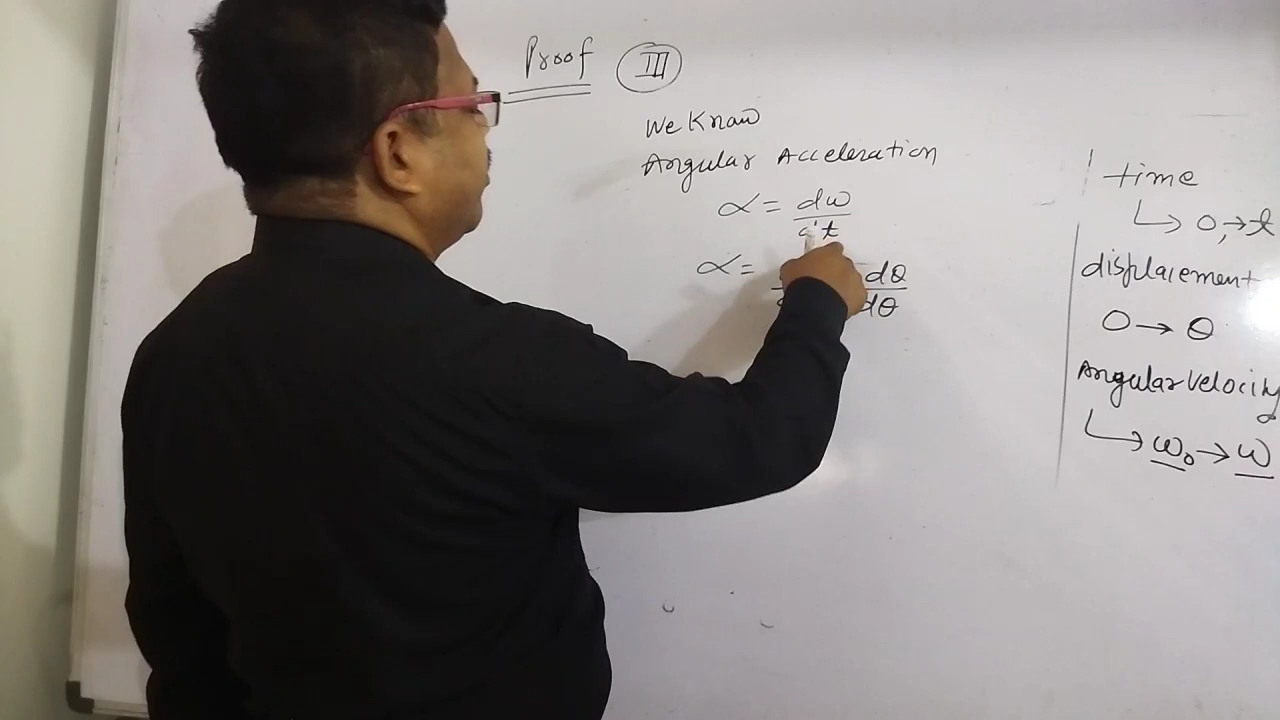 Proof III
We Know
Angular Acceleration
α = dω/dt
α = dθ/dθ
time
↳ 0, → t
displacement
0 → θ
Angular Velocity
↳ ω₀ → ω